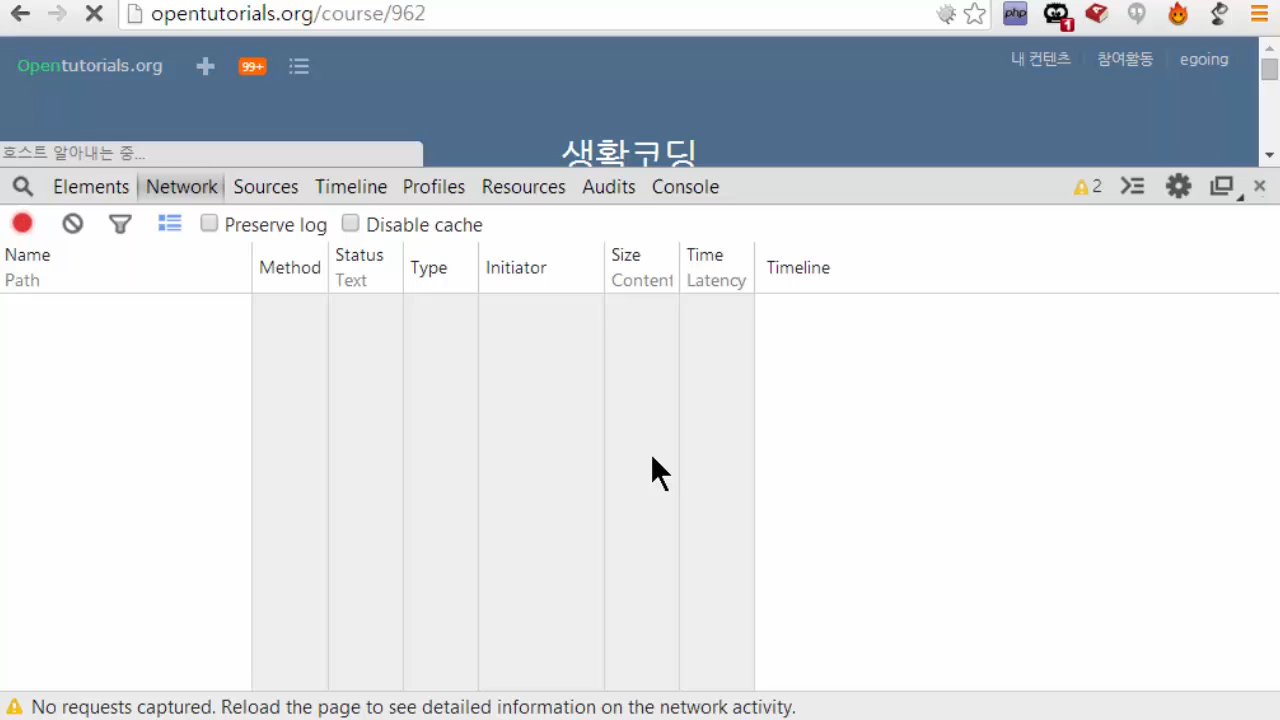 opentutorials.org/course/962
php
1
Opentutorials.org
99+
내 컨텐츠 참여활동 egoing
생활코딩
호스트 알아내는 중...
Elements Network Sources Timeline Profiles Resources Audits Console
2
Preserve log Disable cache
Name Path
Method
Status Text
Type
Initiator
Size Content
Time Latency
Timeline
No requests captured. Reload the page to see detailed information on the network activity.